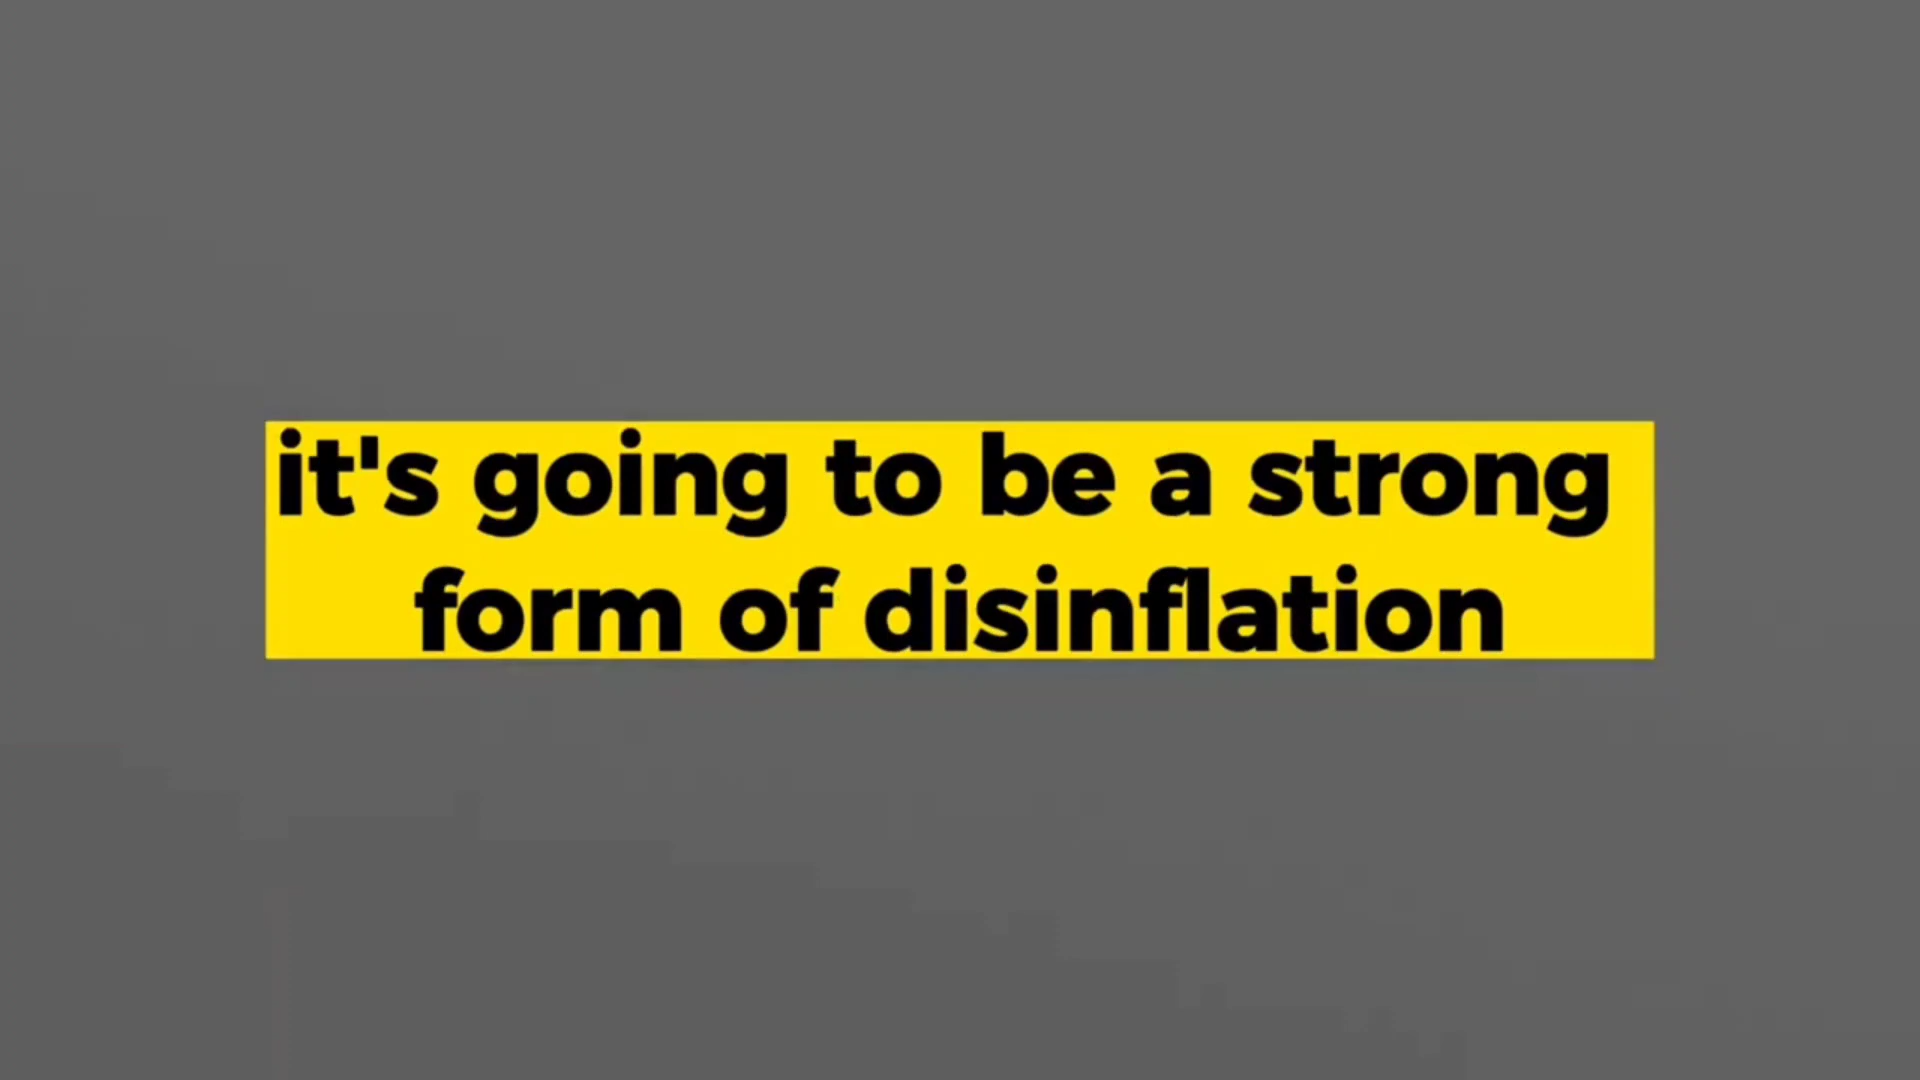 it's going to be a strong
form of disinflation